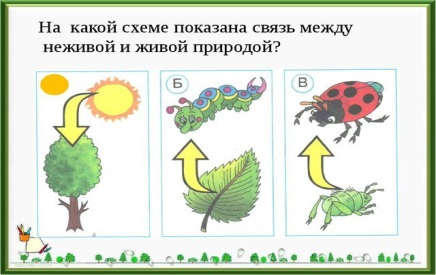 На какой схеме показана связь между
неживой и живой природой?
Б
В